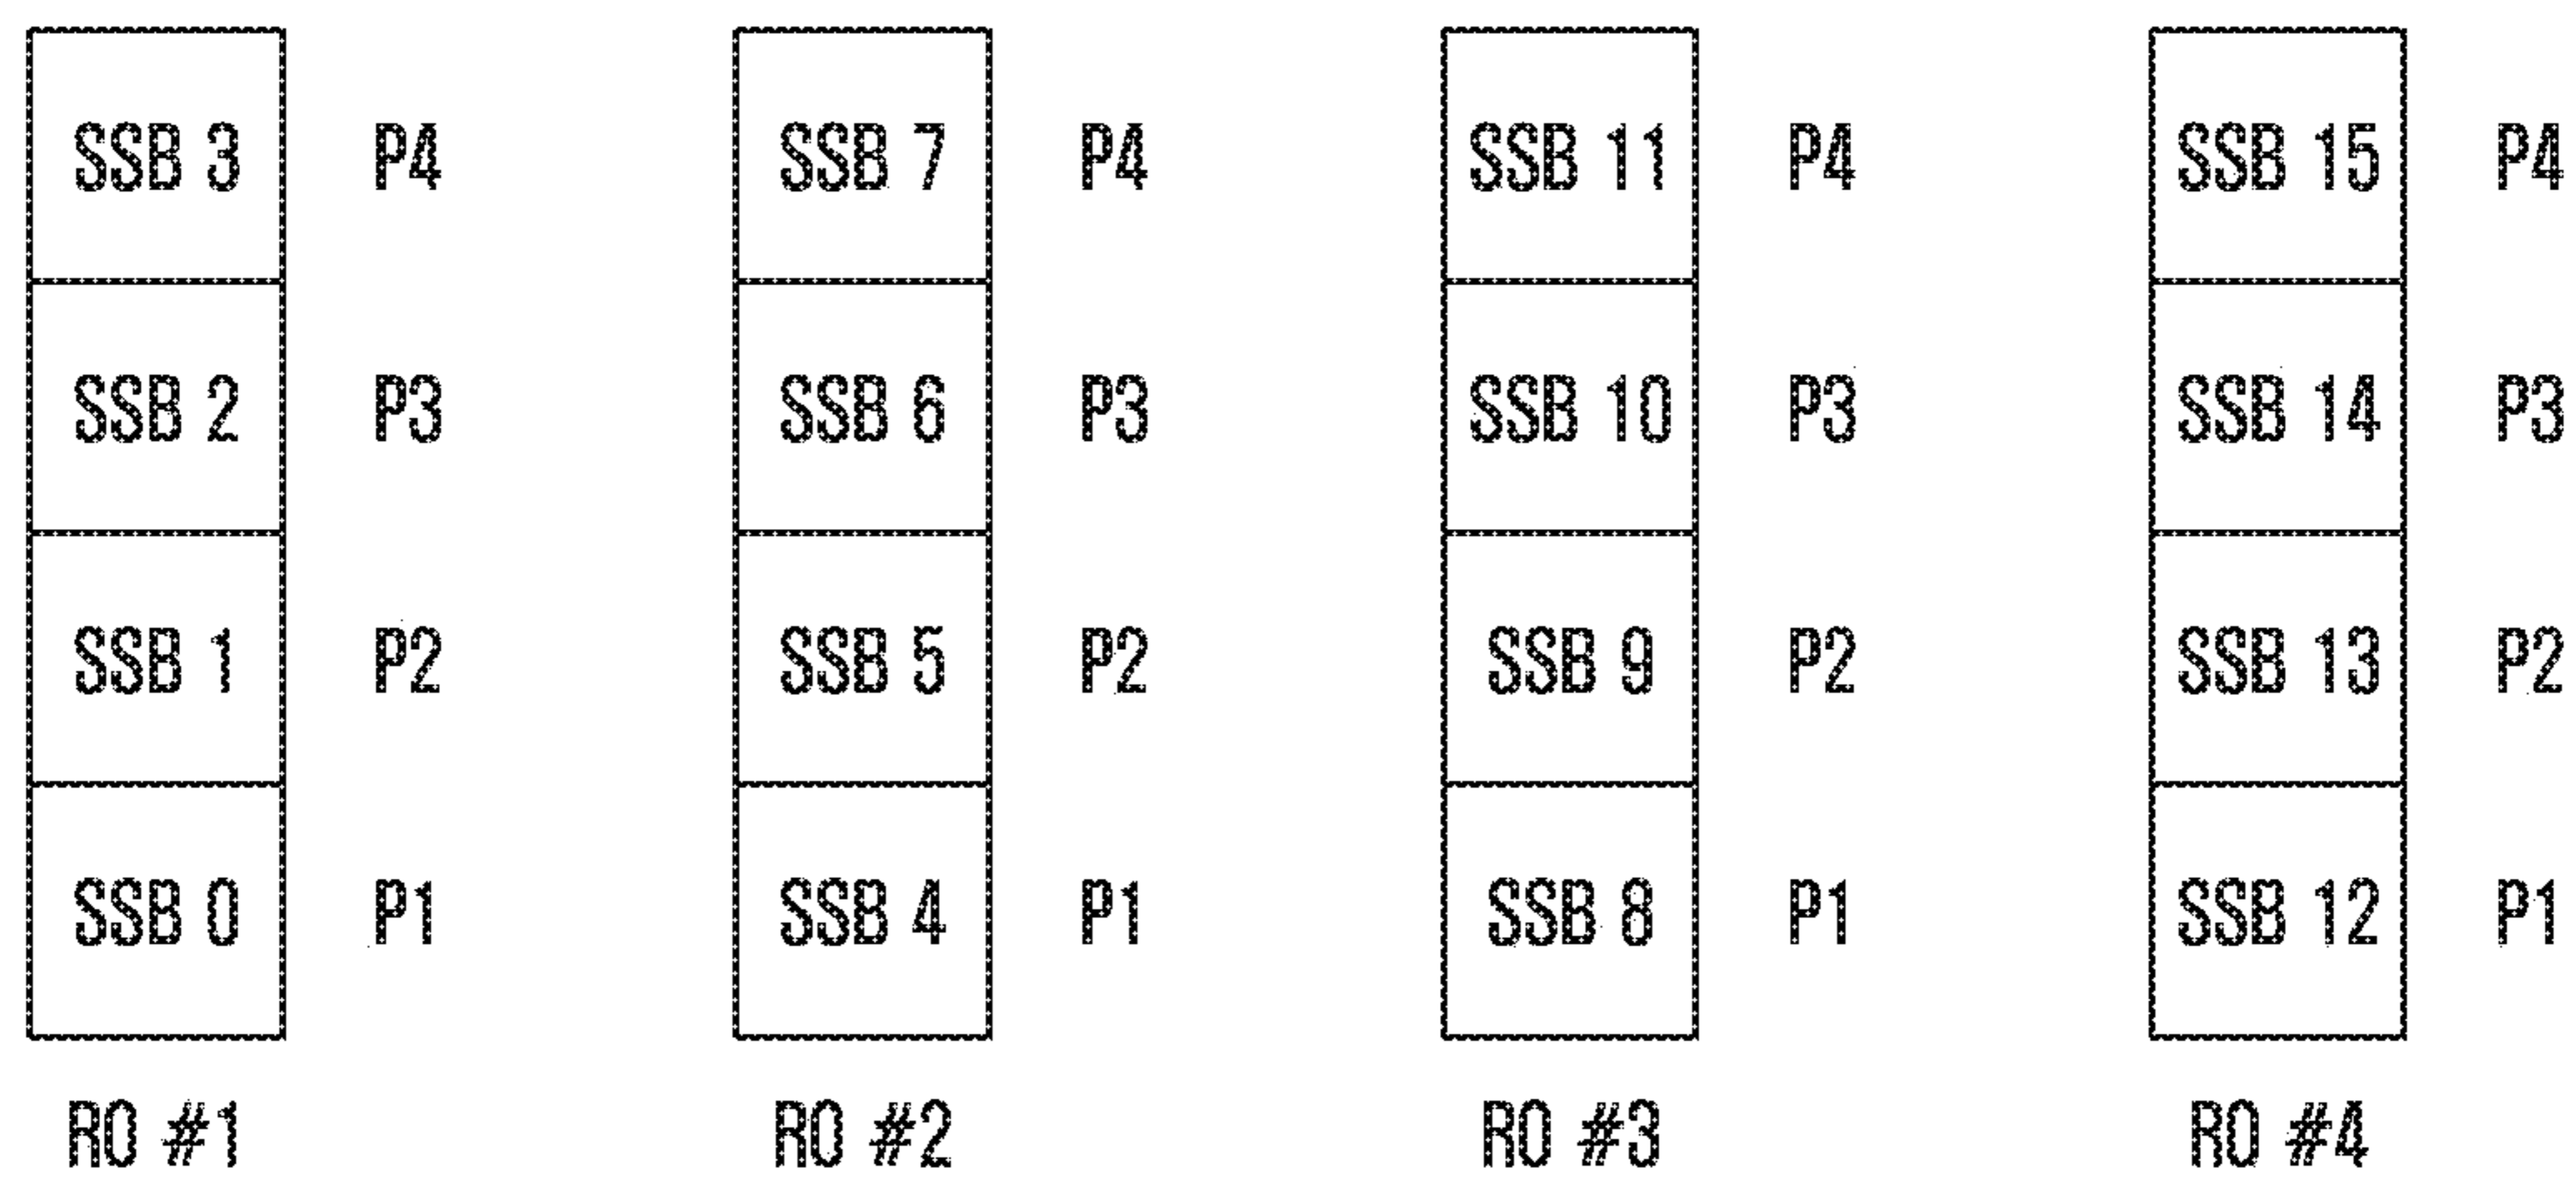 SSB 3 P4 SSB 7 P4 SSB 11 P4 SSB 15 P4
SSB 2 P3 SSB 6 P3 SSB 10 P3 SSB 14 P3
SSB 1 P2 SSB 5 P2 SSB 9 P2 SSB 13 P2
SSB 0 P1 SSB 4 P1 SSB 8 P1 SSB 12 P1
RO #1 RO #2 RO #3 RO #4